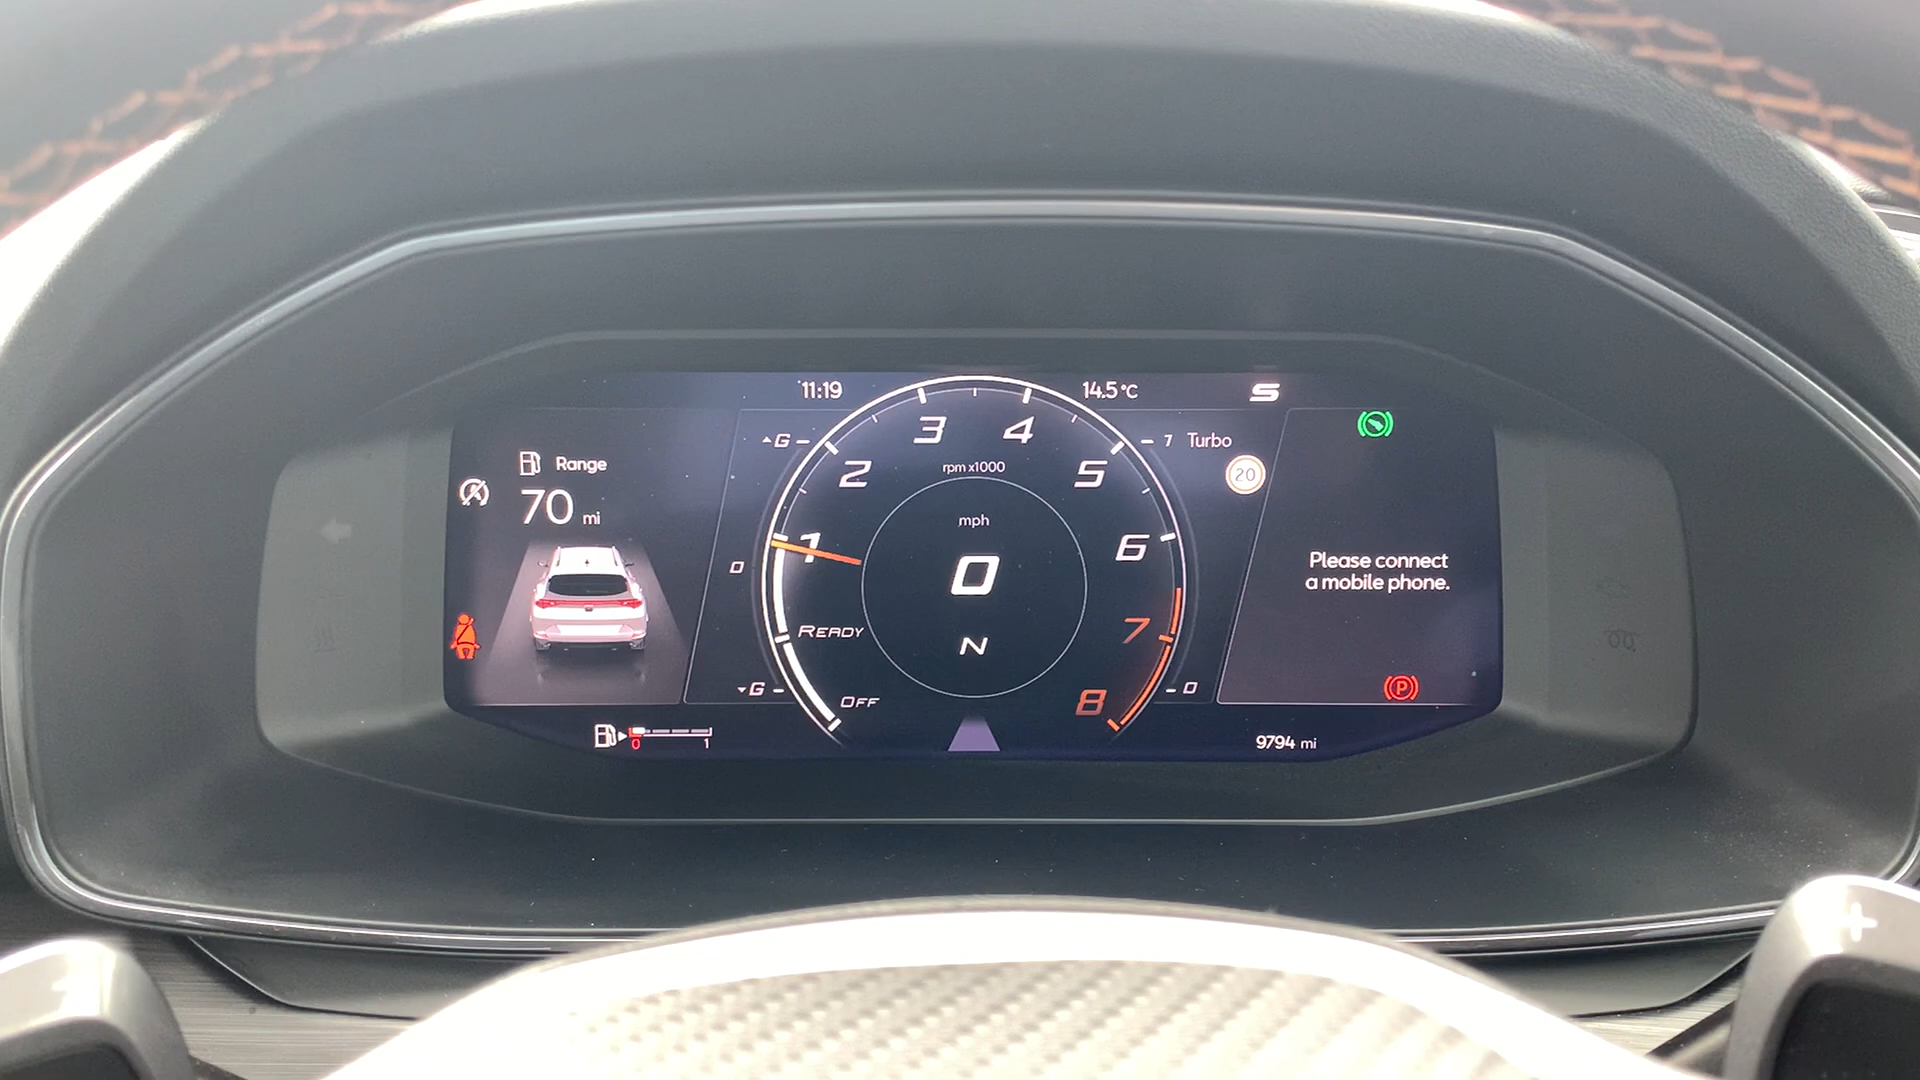 11:19
14.5°C
S
Range
70 mi
G
0
G
3
4
2
5
rpm x1000
1
6
mph
0
N
READY
OFF
7
8
7 Turbo
20
0
Please connect
a mobile phone.
P
0
1
9794 mi
+